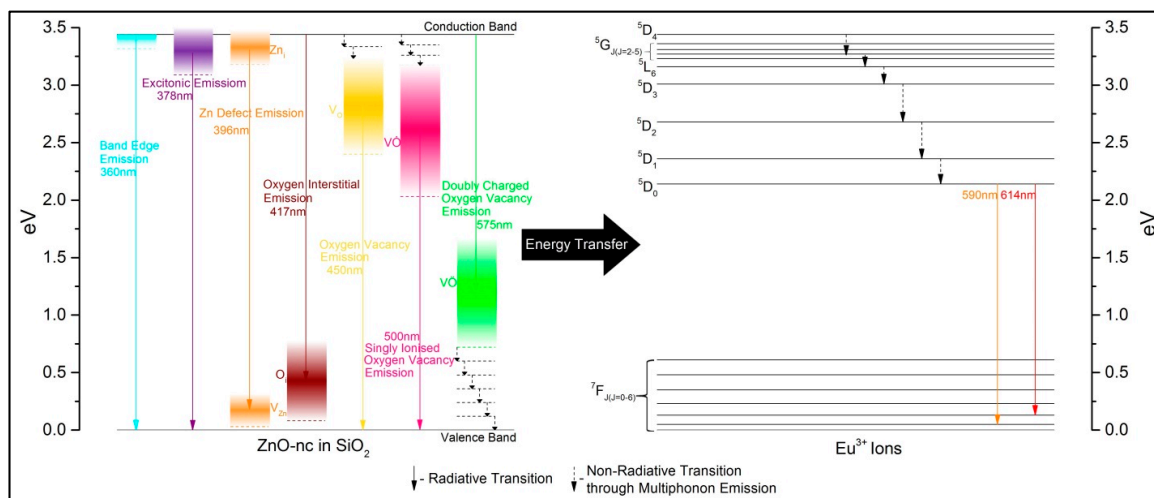 3.5
3.0
2.5
2.0
1.5
1.0
0.5
0.0
eV
Conduction Band
Zn_i
Excitonic Emissiom
378nm
Zn Defect Emission
396nm
Band Edge
Emission
360nm
Oxygen Interstitial
Emission
417nm
V_O
VÖ
Doubly Charged
Oxygen Vacancy
Emission
575nm
Oxygen Vacancy
Emission
450nm
VÖ
500nm
Singly Ionised
Oxygen Vacancy
Emission
O_i
V_Zn
Valence Band
ZnO-nc in SiO₂
Energy Transfer
⁵D₄
⁵G_J(J=2-5)
⁵L₆
⁵D₃
⁵D₂
⁵D₁
⁵D₀
590nm 614nm
⁷F_J(J=0-6)
Eu³⁺ Ions
3.5
3.0
2.5
2.0
1.5
1.0
0.5
0.0
eV
- Radiative Transition
- Non-Radiative Transition
through Multiphonon Emission